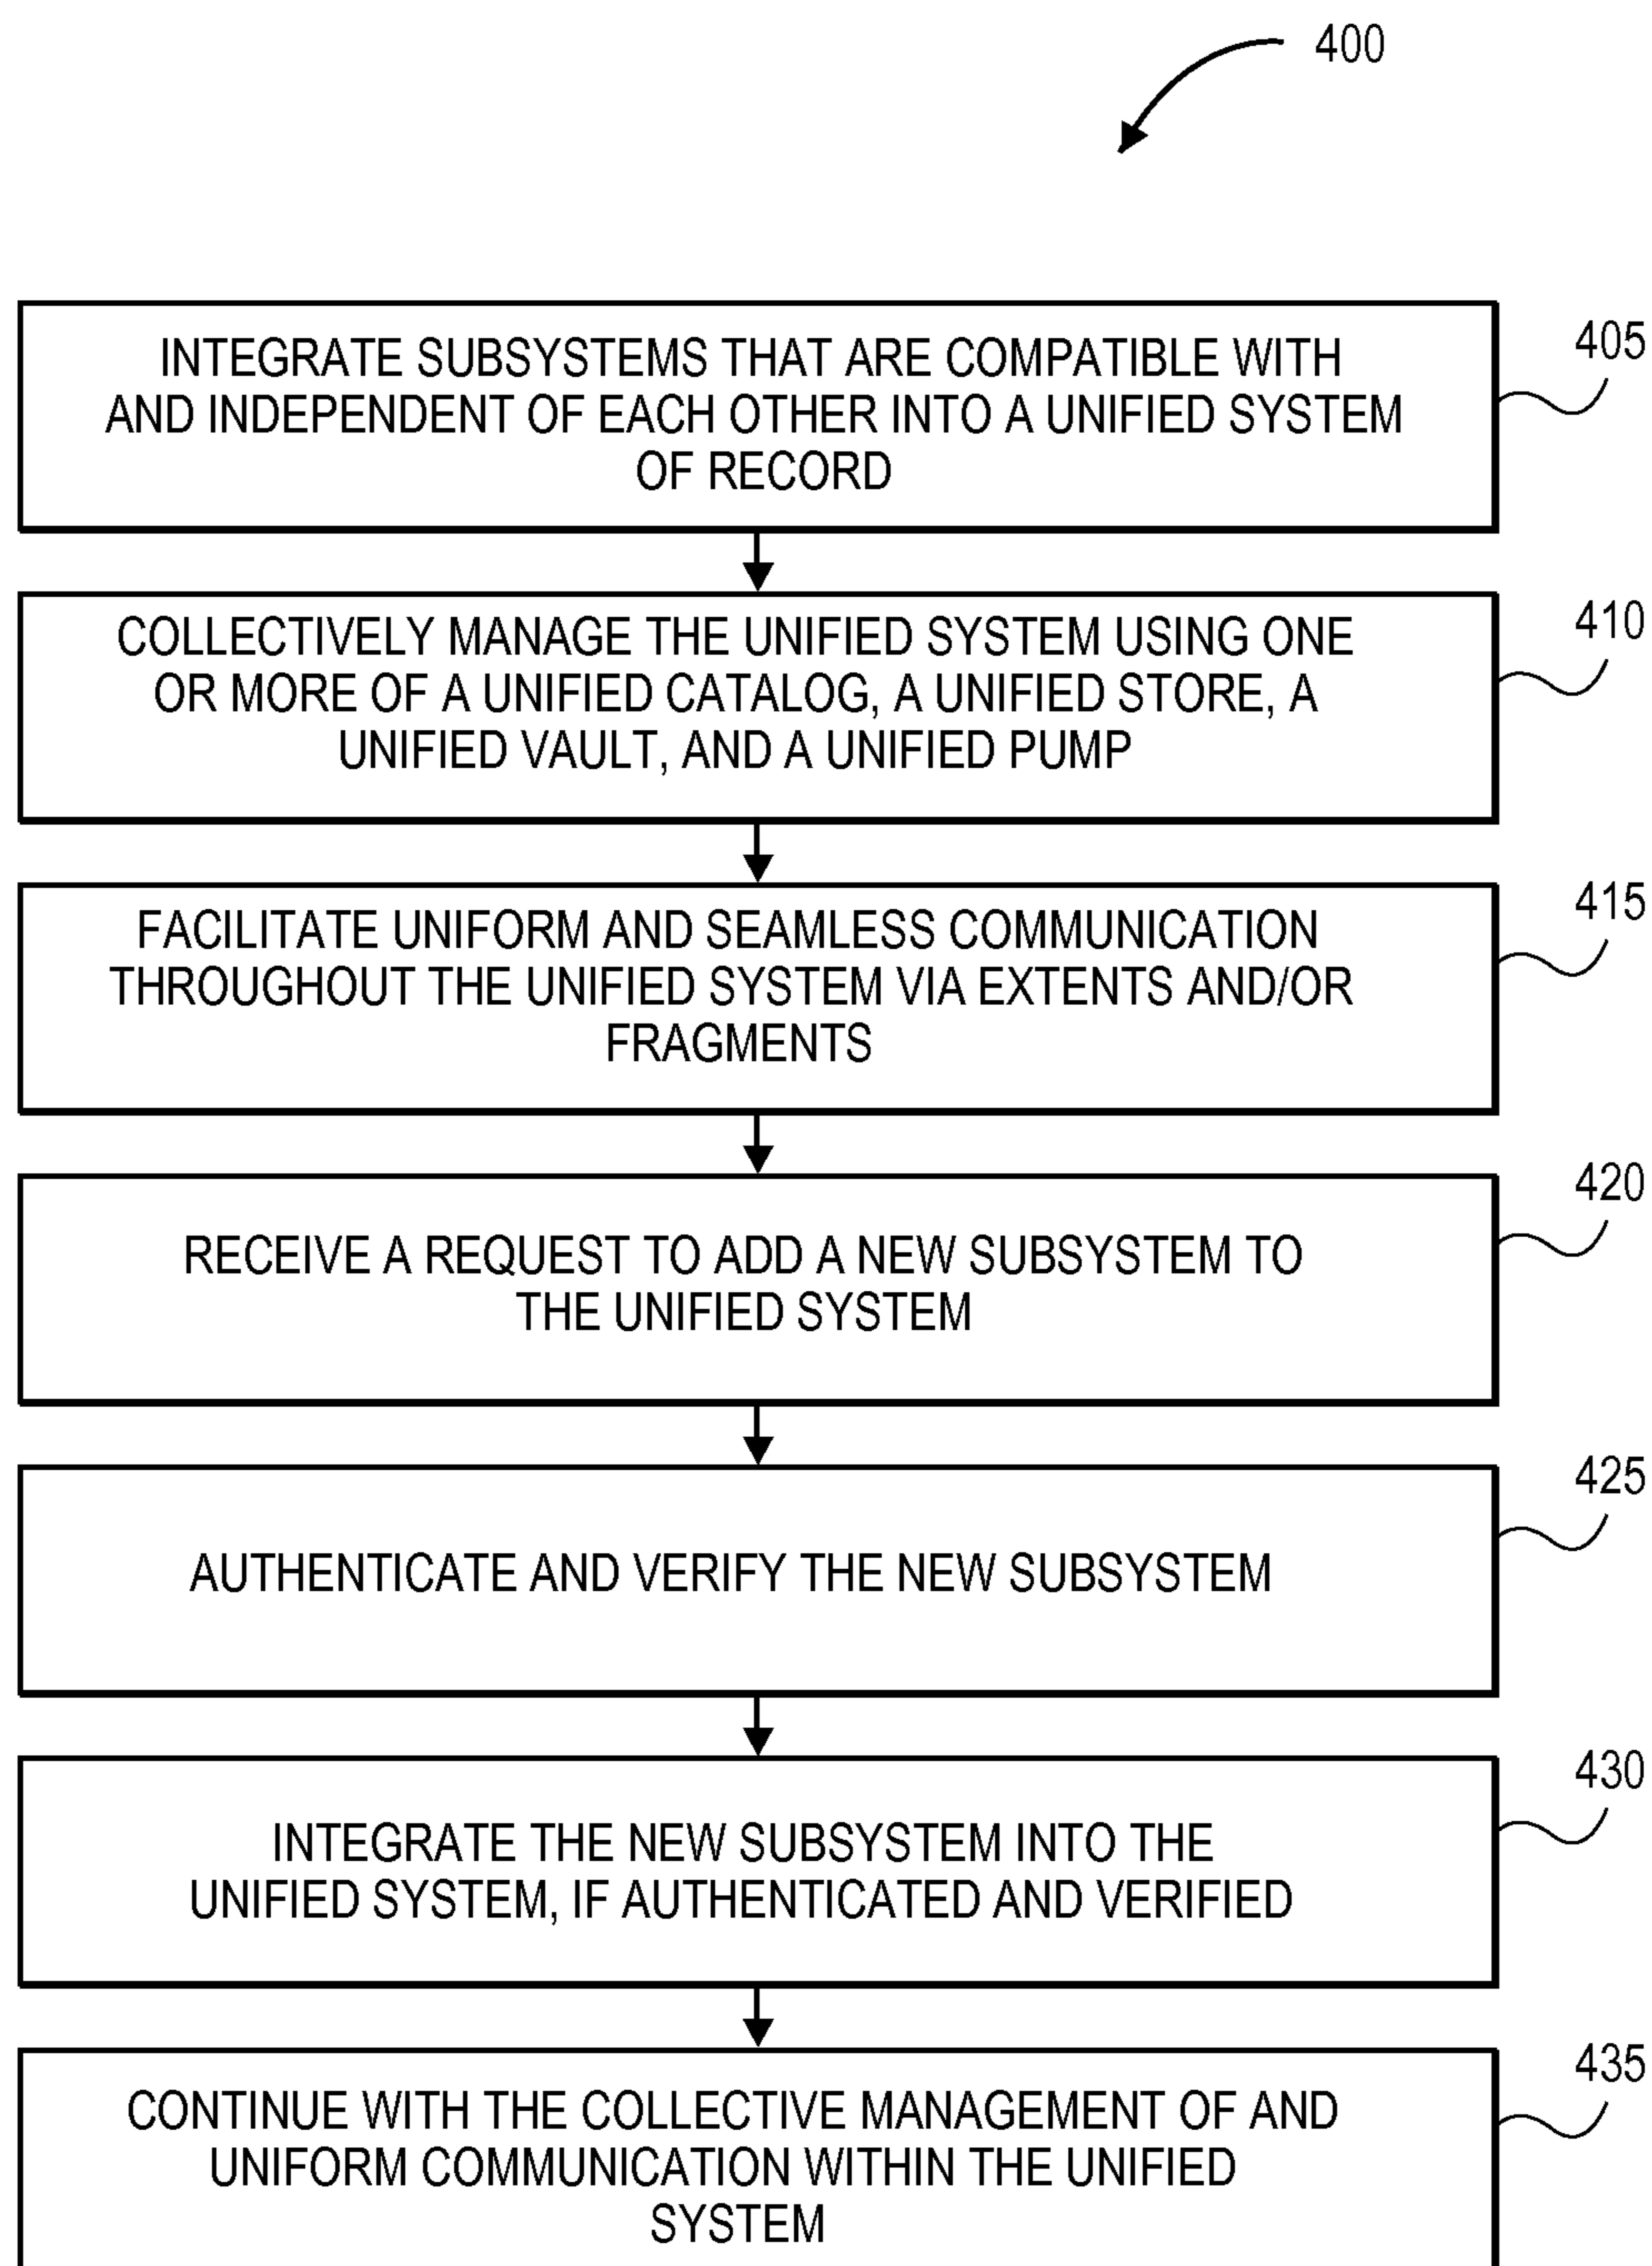 400
INTEGRATE SUBSYSTEMS THAT ARE COMPATIBLE WITH
AND INDEPENDENT OF EACH OTHER INTO A UNIFIED SYSTEM
OF RECORD
405
COLLECTIVELY MANAGE THE UNIFIED SYSTEM USING ONE
OR MORE OF A UNIFIED CATALOG, A UNIFIED STORE, A
UNIFIED VAULT, AND A UNIFIED PUMP
410
FACILITATE UNIFORM AND SEAMLESS COMMUNICATION
THROUGHOUT THE UNIFIED SYSTEM VIA EXTENTS AND/OR
FRAGMENTS
415
RECEIVE A REQUEST TO ADD A NEW SUBSYSTEM TO
THE UNIFIED SYSTEM
420
AUTHENTICATE AND VERIFY THE NEW SUBSYSTEM
425
INTEGRATE THE NEW SUBSYSTEM INTO THE
UNIFIED SYSTEM, IF AUTHENTICATED AND VERIFIED
430
CONTINUE WITH THE COLLECTIVE MANAGEMENT OF AND
UNIFORM COMMUNICATION WITHIN THE UNIFIED
SYSTEM
435